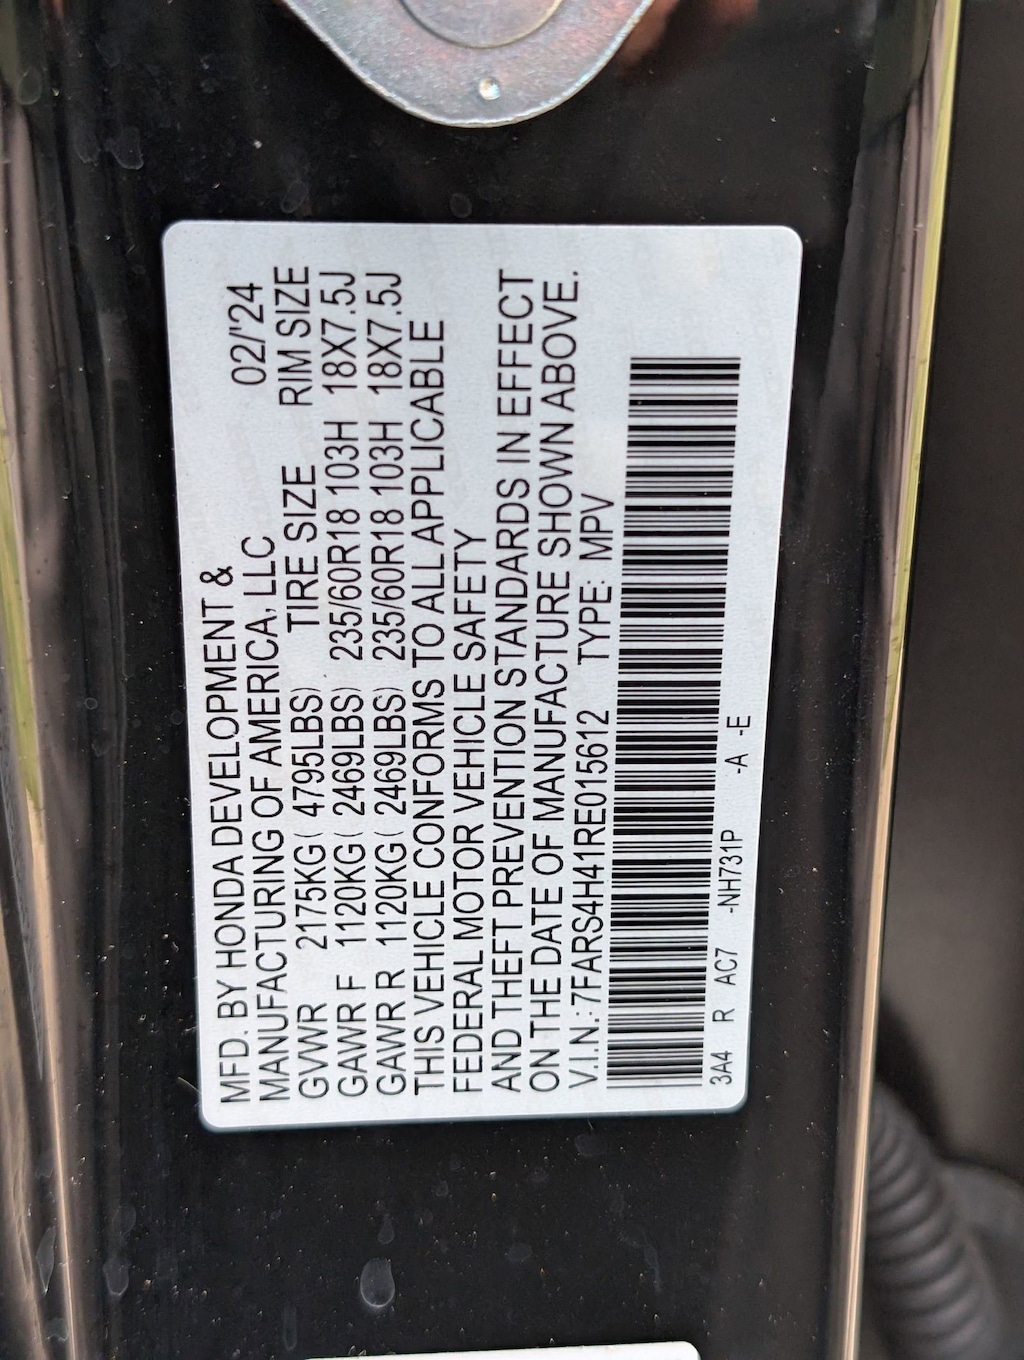 MFD. BY HONDA DEVELOPMENT &
MANUFACTURING OF AMERICA, LLC 02/'24
GVWR 2175KG( 4795LBS) TIRE SIZE RIM SIZE
GAWR F 1120KG( 2469LBS) 235/60R18 103H 18X7.5J
GAWR R 1120KG( 2469LBS) 235/60R18 103H 18X7.5J
THIS VEHICLE CONFORMS TO ALL APPLICABLE
FEDERAL MOTOR VEHICLE SAFETY
AND THEFT PREVENTION STANDARDS IN EFFECT
ON THE DATE OF MANUFACTURE SHOWN ABOVE.
V.I.N.:7FARS4H41RE015612 TYPE: MPV
3A4 R AC7 -NH731P -A -E